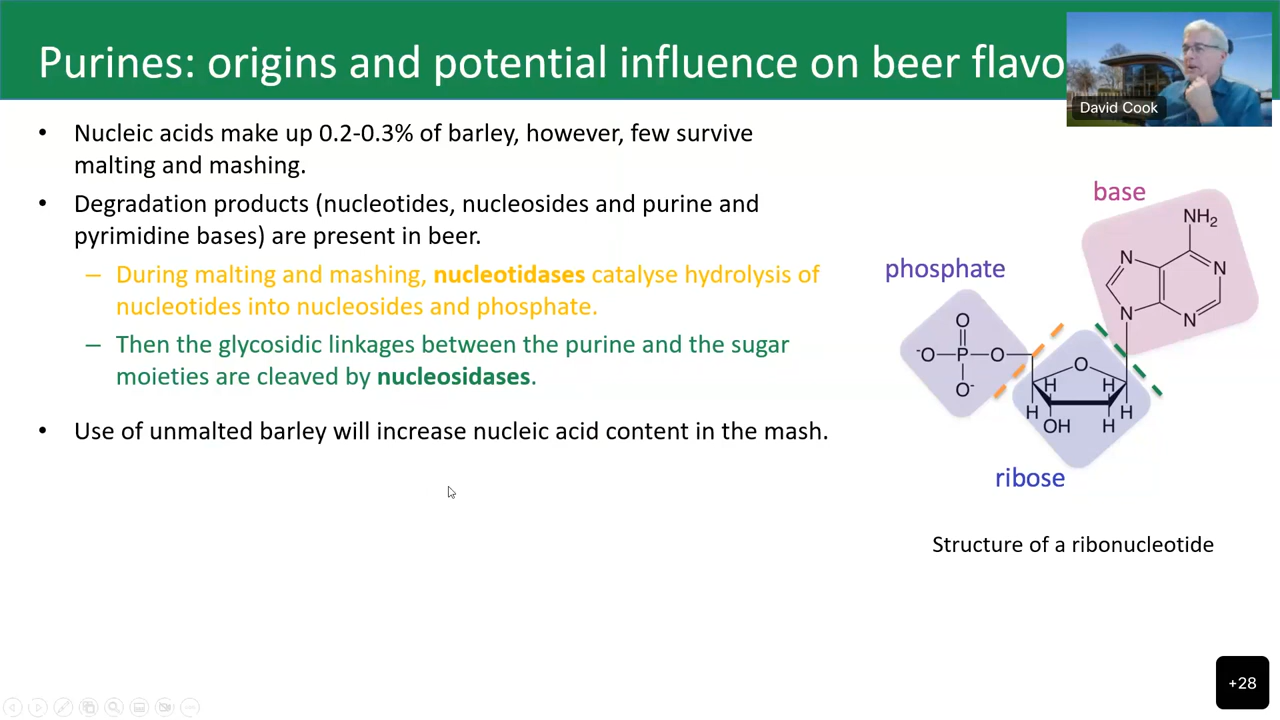 Purines: origins and potential influence on beer flavo
David Cook
• Nucleic acids make up 0.2-0.3% of barley, however, few survive
malting and mashing.
• Degradation products (nucleotides, nucleosides and purine and
pyrimidine bases) are present in beer.
– During malting and mashing, nucleotidases catalyse hydrolysis of
nucleotides into nucleosides and phosphate.
– Then the glycosidic linkages between the purine and the sugar
moieties are cleaved by nucleosidases.
• Use of unmalted barley will increase nucleic acid content in the mash.
base
NH₂
N
N
N
N
phosphate
O
⁻O
P
O
O⁻
O
H
H
H
H
OH
H
ribose
Structure of a ribonucleotide
+28